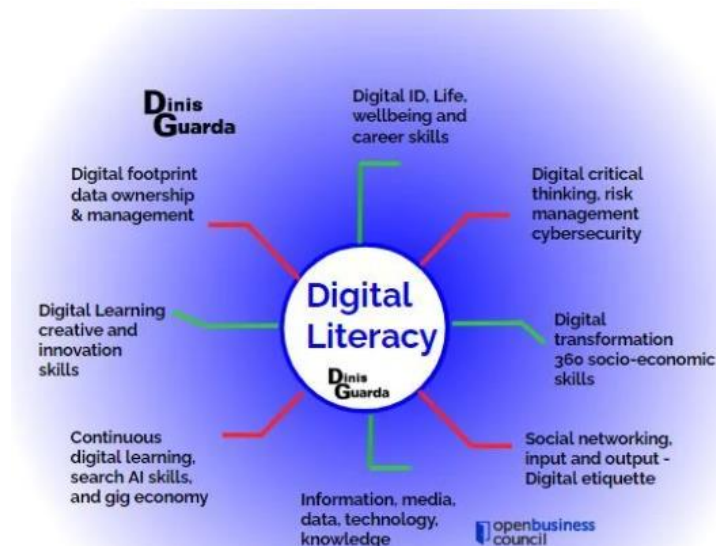 Dinis
Guarda
Digital ID, Life,
wellbeing and
career skills
Digital footprint
data ownership
& management
Digital critical
thinking, risk
management
cybersecurity
Digital
Literacy
Dinis
Guarda
Digital Learning
creative and
innovation
skills
Digital
transformation
360 socio-economic
skills
Continuous
digital learning,
search AI skills,
and gig economy
Social networking,
input and output -
Digital etiquette
Information, media,
data, technology,
knowledge
openbusiness
council